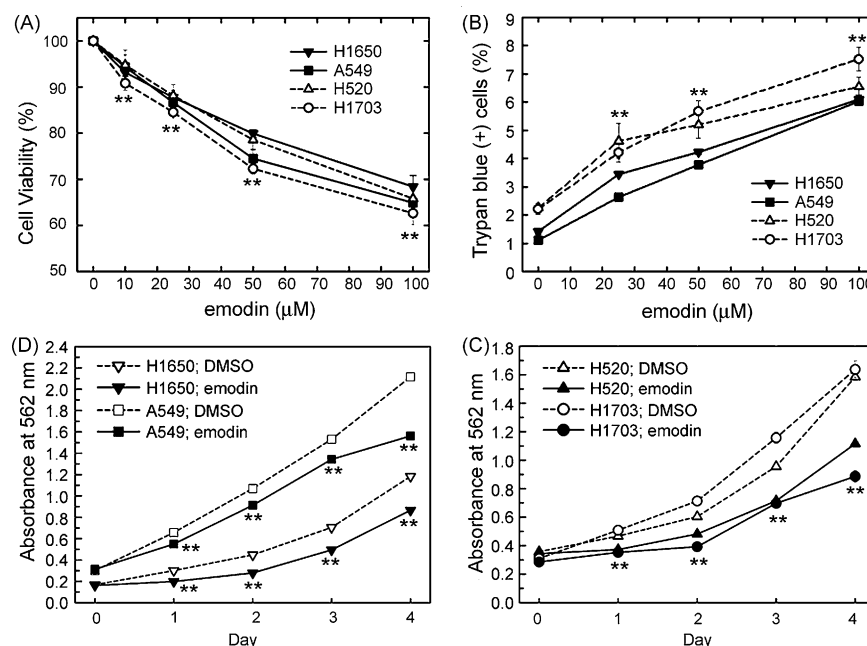 (A)
Cell Viability (%)
100
90
80
70
60
50
H1650
A549
H520
H1703
**
**
**
**
0 10 20 30 40 50 60 70 80 90 100
emodin (μM)
(B)
Trypan blue (+) cells (%)
9
8
7
6
5
4
3
2
1
0
**
**
**
H1650
A549
H520
H1703
0 10 20 30 40 50 60 70 80 90 100
emodin (μM)
(D)
Absorbance at 562 nm
2.4
2.2
2.0
1.8
1.6
1.4
1.2
1.0
0.8
0.6
0.4
0.2
0.0
H1650; DMSO
H1650; emodin
A549; DMSO
A549; emodin
**
**
**
**
**
**
**
**
0 1 2 3 4
Day
(C)
Absorbance at 562 nm
1.8
1.6
1.4
1.2
1.0
0.8
0.6
0.4
0.2
0.0
H520; DMSO
H520; emodin
H1703; DMSO
H1703; emodin
**
**
**
**
0 1 2 3 4
Day